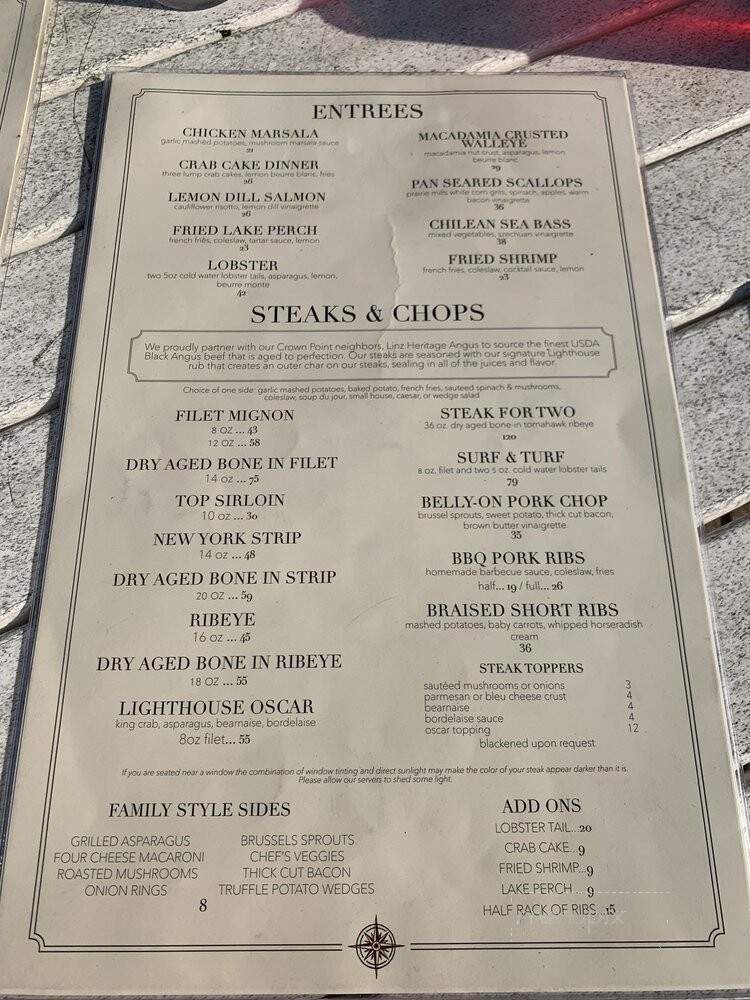 ENTREES
CHICKEN MARSALA
garlic mashed potatoes, mushroom marsala sauce
21
CRAB CAKE DINNER
three lump crab cakes, lemon beurre blanc, fries
26
LEMON DILL SALMON
cauliflower risotto, lemon dill vinaigrette
26
FRIED LAKE PERCH
french fries, coleslaw, tartar sauce, lemon
23
LOBSTER
two 5oz cold water lobster tails, asparagus, lemon,
beurre monte
42
MACADAMIA CRUSTED
WALLEYE
macadamia nut crust, asparagus, lemon
beurre blanc
29
PAN SEARED SCALLOPS
prairie mills white corn grits, spinach, apples, warm
bacon vinaigrette
36
CHILEAN SEA BASS
mixed vegetables, szechuan vinaigrette
38
FRIED SHRIMP
french fries, coleslaw, cocktail sauce, lemon
23
STEAKS & CHOPS
We proudly partner with our Crown Point neighbors, Linz Heritage Angus to source the finest USDA
Black Angus beef that is aged to perfection. Our steaks are seasoned with our signature Lighthouse
rub that creates an outer char on our steaks, sealing in all of the juices and flavor.
Choice of one side: garlic mashed potatoes, baked potato, french fries, sauteed spinach & mushrooms,
coleslaw, soup du jour, small house, caesar, or wedge salad
FILET MIGNON
8 OZ ... 43
12 OZ ... 58
DRY AGED BONE IN FILET
14 oz ... 75
TOP SIRLOIN
10 oz ... 30
NEW YORK STRIP
14 oz ... 48
DRY AGED BONE IN STRIP
20 OZ ... 59
RIBEYE
16 oz ... 45
DRY AGED BONE IN RIBEYE
18 OZ ... 55
LIGHTHOUSE OSCAR
king crab, asparagus, bearnaise, bordelaise
8oz filet... 55
STEAK FOR TWO
36 oz. dry aged bone-in tomahawk ribeye
120
SURF & TURF
8 oz. filet and two 5 oz. cold water lobster tails
79
BELLY-ON PORK CHOP
brussel sprouts, sweet potato, thick cut bacon,
brown butter vinaigrette
35
BBQ PORK RIBS
homemade barbecue sauce, coleslaw, fries
half... 19 / full... 26
BRAISED SHORT RIBS
mashed potatoes, baby carrots, whipped horseradish
cream
36
STEAK TOPPERS
sautéed mushrooms or onions 3
parmesan or bleu cheese crust 4
bearnaise 4
bordelaise sauce 4
oscar topping 12
blackened upon request
If you are seated near a window the combination of window tinting and direct sunlight may make the color of your steak appear darker than it is.
Please allow our servers to shed some light.
FAMILY STYLE SIDES
GRILLED ASPARAGUS
FOUR CHEESE MACARONI
ROASTED MUSHROOMS
ONION RINGS
BRUSSELS SPROUTS
CHEF'S VEGGIES
THICK CUT BACON
TRUFFLE POTATO WEDGES
8
ADD ONS
LOBSTER TAIL...20
CRAB CAKE...9
FRIED SHRIMP...9
LAKE PERCH ...9
HALF RACK OF RIBS...15